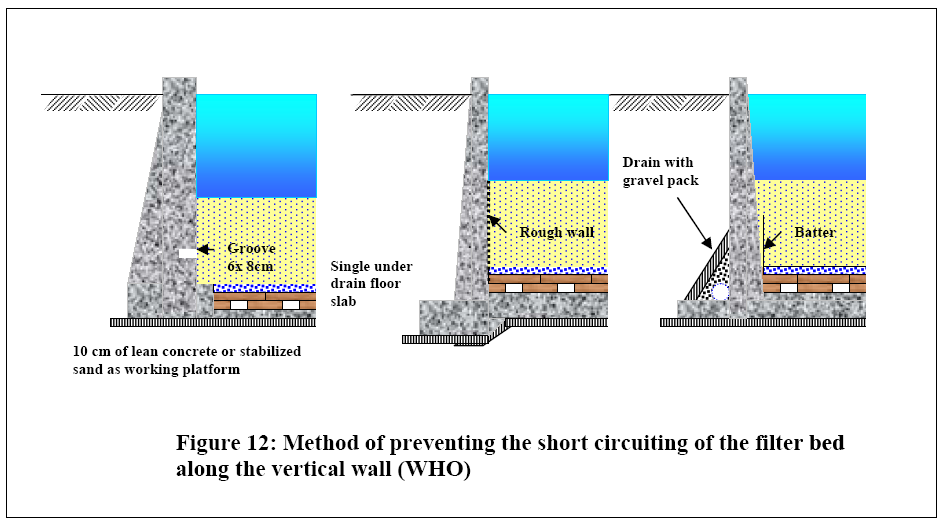 Groove
6x 8cm
10 cm of lean concrete or stabilized
sand as working platform
Single under
drain floor
slab
Rough wall
Drain with
gravel pack
Batter
Figure 12: Method of preventing the short circuiting of the filter bed
along the vertical wall (WHO)